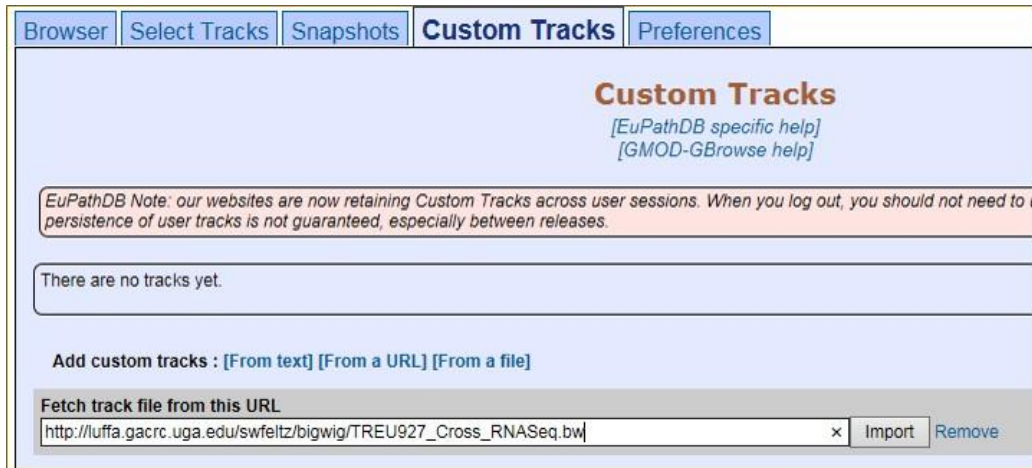 Browser Select Tracks Snapshots Custom Tracks Preferences
Custom Tracks
[EuPathDB specific help]
[GMOD-GBrowse help]
EuPathDB Note: our websites are now retaining Custom Tracks across user sessions. When you log out, you should not need to
persistence of user tracks is not guaranteed, especially between releases.
There are no tracks yet.
Add custom tracks : [From text] [From a URL] [From a file]
Fetch track file from this URL
http://luffa.gacrc.uga.edu/swfeltz/bigwig/TREU927_Cross_RNASeq.bw × Import Remove